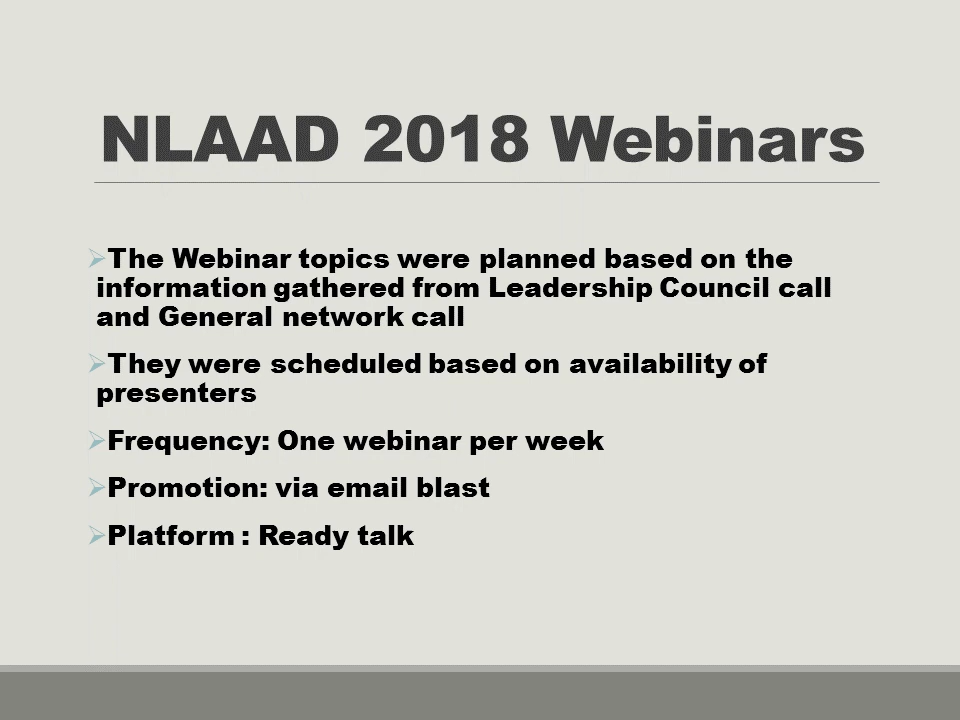 NLAAD 2018 Webinars
The Webinar topics were planned based on the
information gathered from Leadership Council call
and General network call
They were scheduled based on availability of
presenters
Frequency: One webinar per week
Promotion: via email blast
Platform : Ready talk